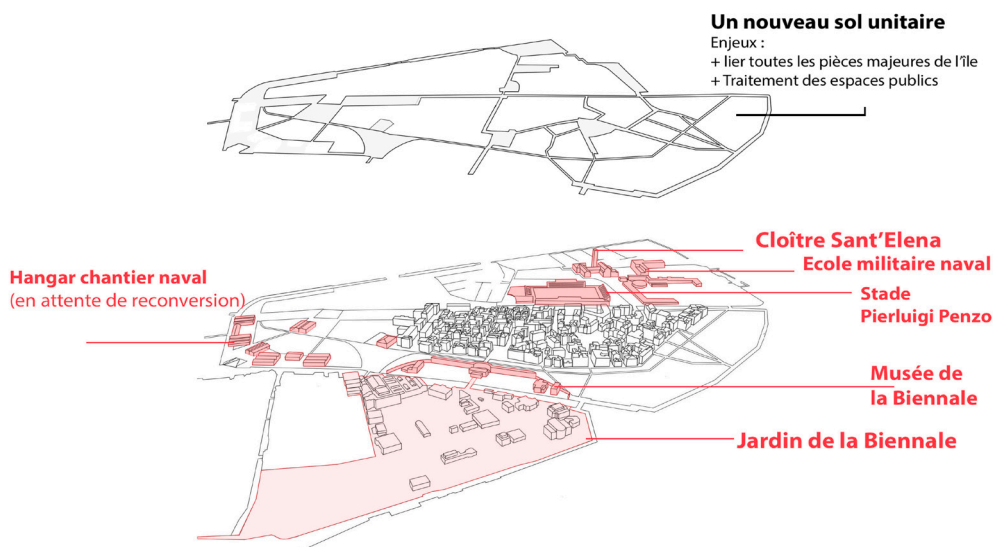 Un nouveau sol unitaire
Enjeux :
+ lier toutes les pièces majeures de l'île
+ Traitement des espaces publics
Cloître Sant'Elena
Ecole militaire naval
Hangar chantier naval
(en attente de reconversion)
Stade
Pierluigi Penzo
Musée de
la Biennale
Jardin de la Biennale